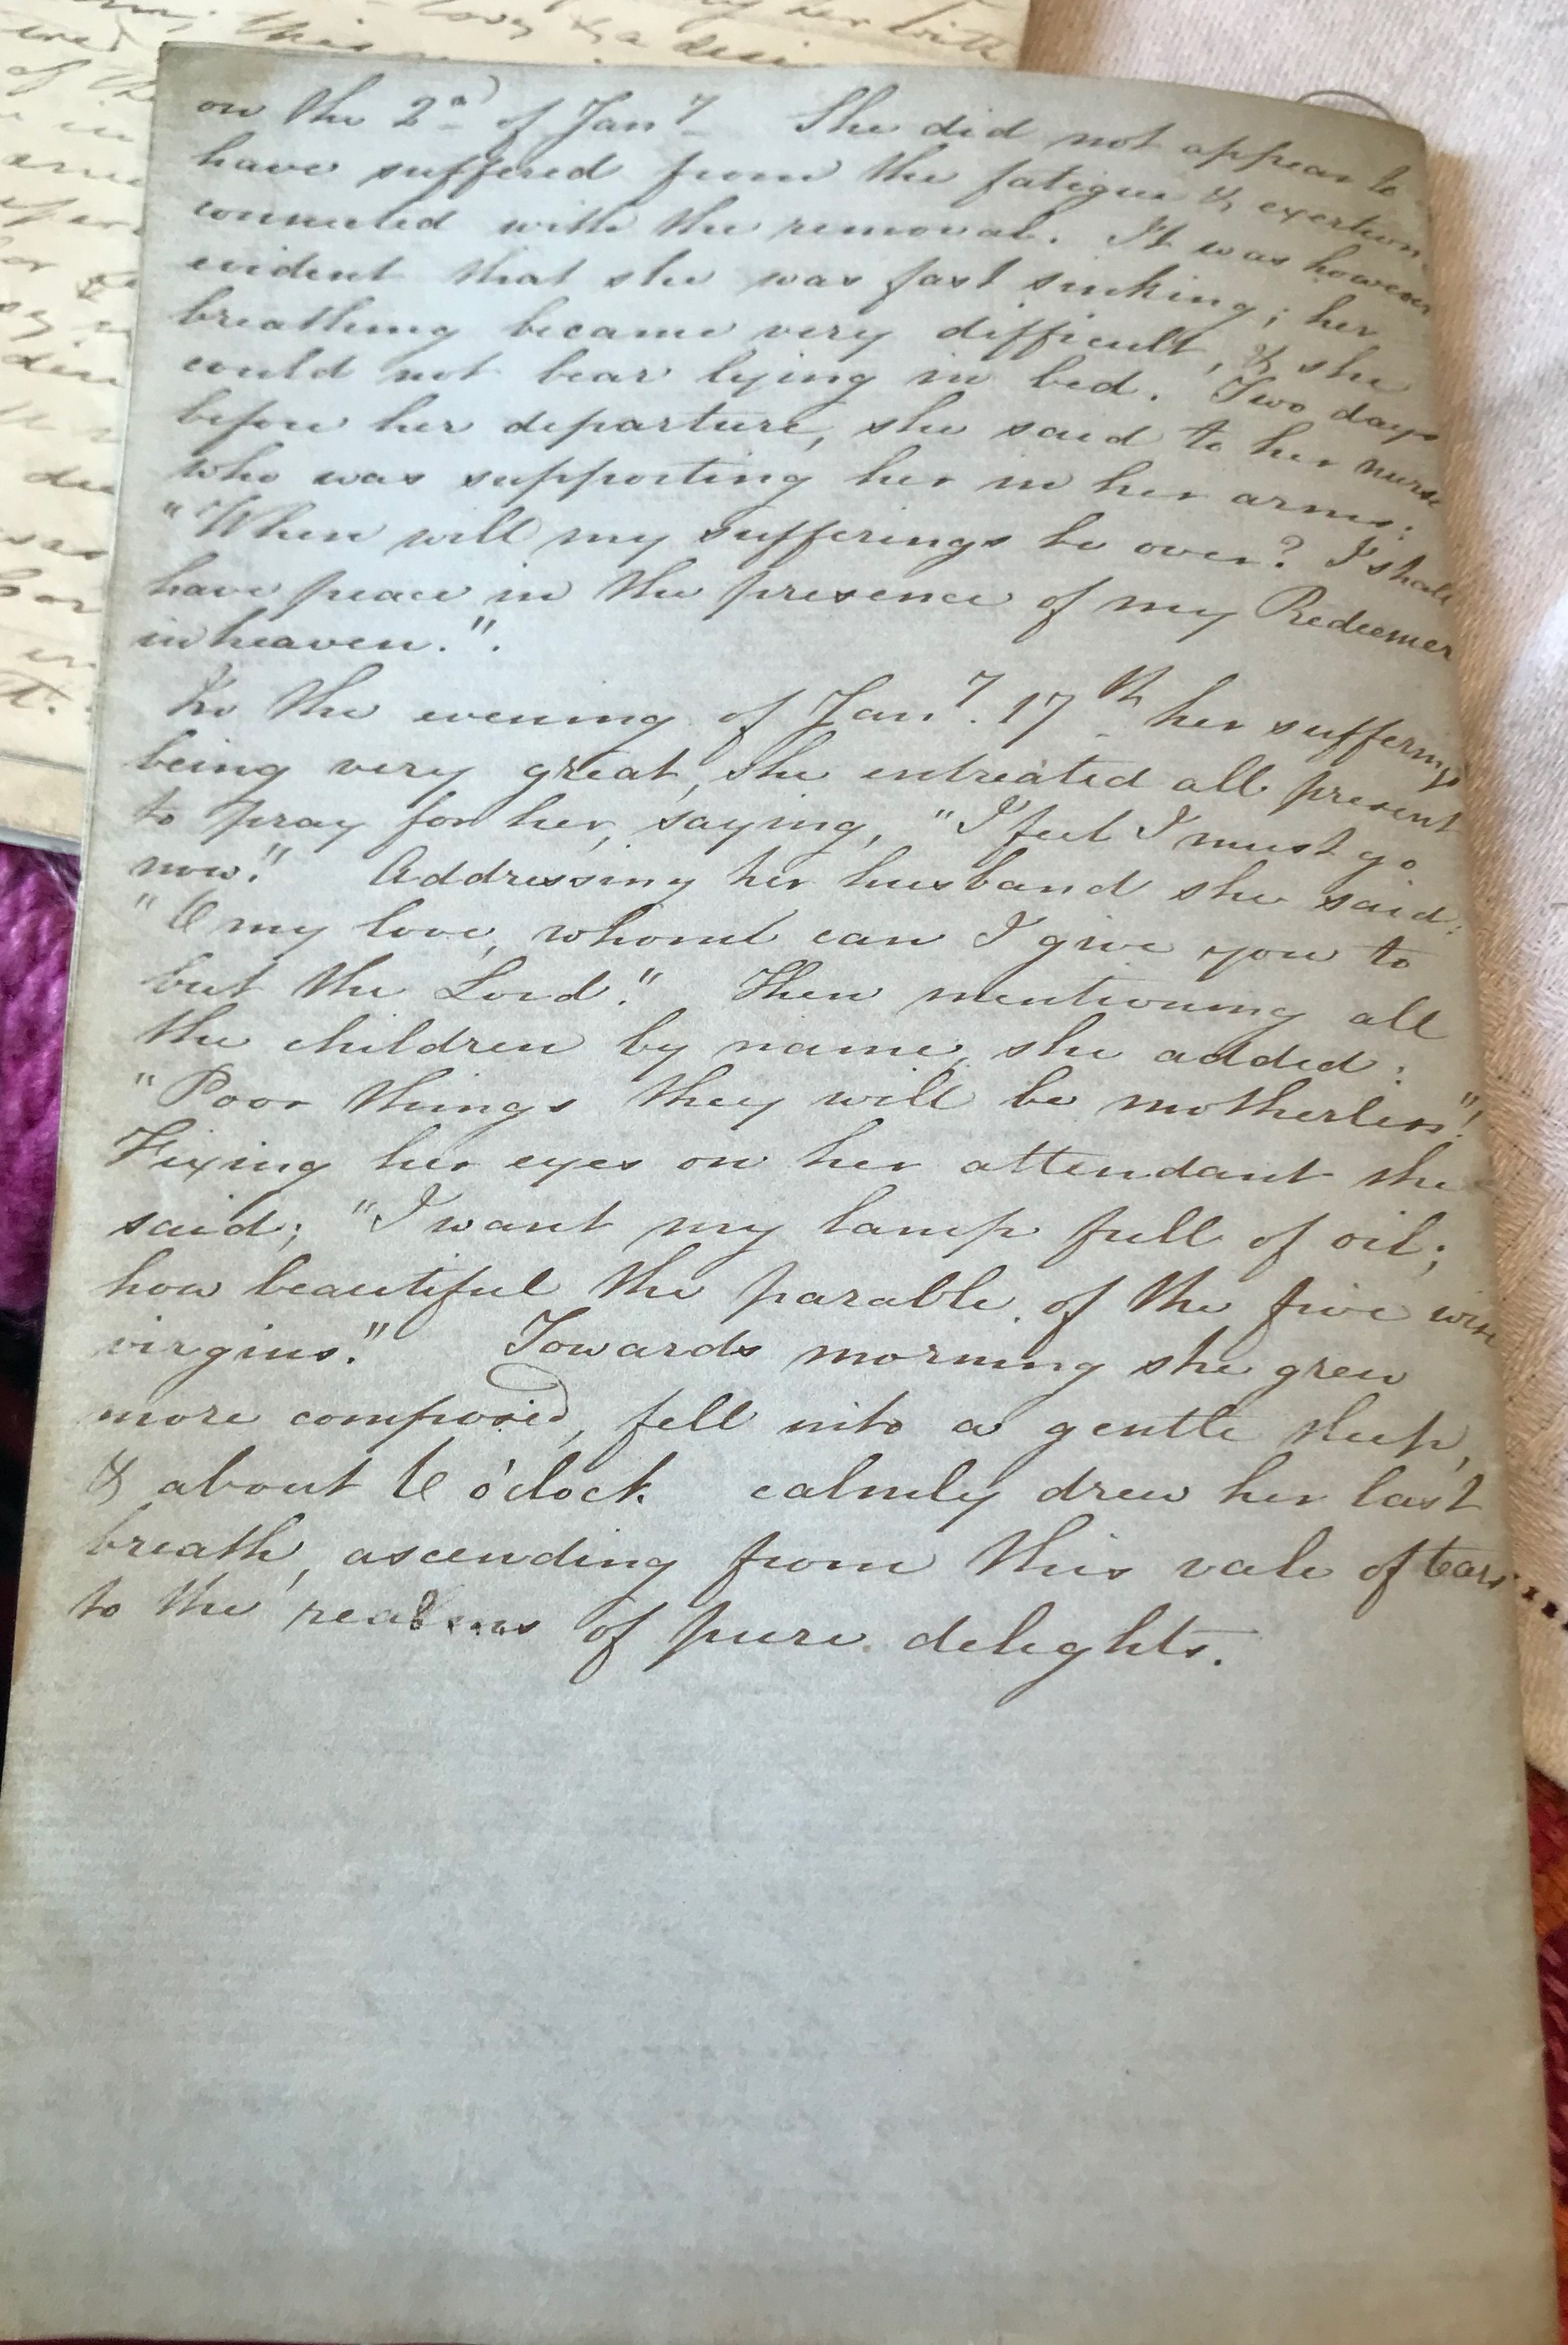 on the 2nd of Jany She did not appear to
have suffered from the fatigue & exertion
connected with the removal. It was however
evident that she was fast sinking; her
breathing became very difficult, & she
could not bear lying in bed. Two days
before her departure, she said to her nurse
who was supporting her in her arms:
"When will my sufferings be over? I shall
have peace in the presence of my Redeemer
in heaven."
In the evening of Jany. 17th her sufferings
being very great, she entreated all present
to pray for her, saying, "I feel I must go
now." Addressing her husband she said:
"O my love, whom can I give you to
but the Lord." Then mentioning all
the children by name, she added:
"Poor things they will be motherless"!
Fixing her eyes on her attendant she
said; "I want my lamp full of oil;
how beautiful the parable of the five wise
virgins." Towards morning she grew
more composed, fell into a gentle sleep,
& about 6 o'clock calmly drew her last
breath, ascending from this vale of tears
to the realms of pure delights.